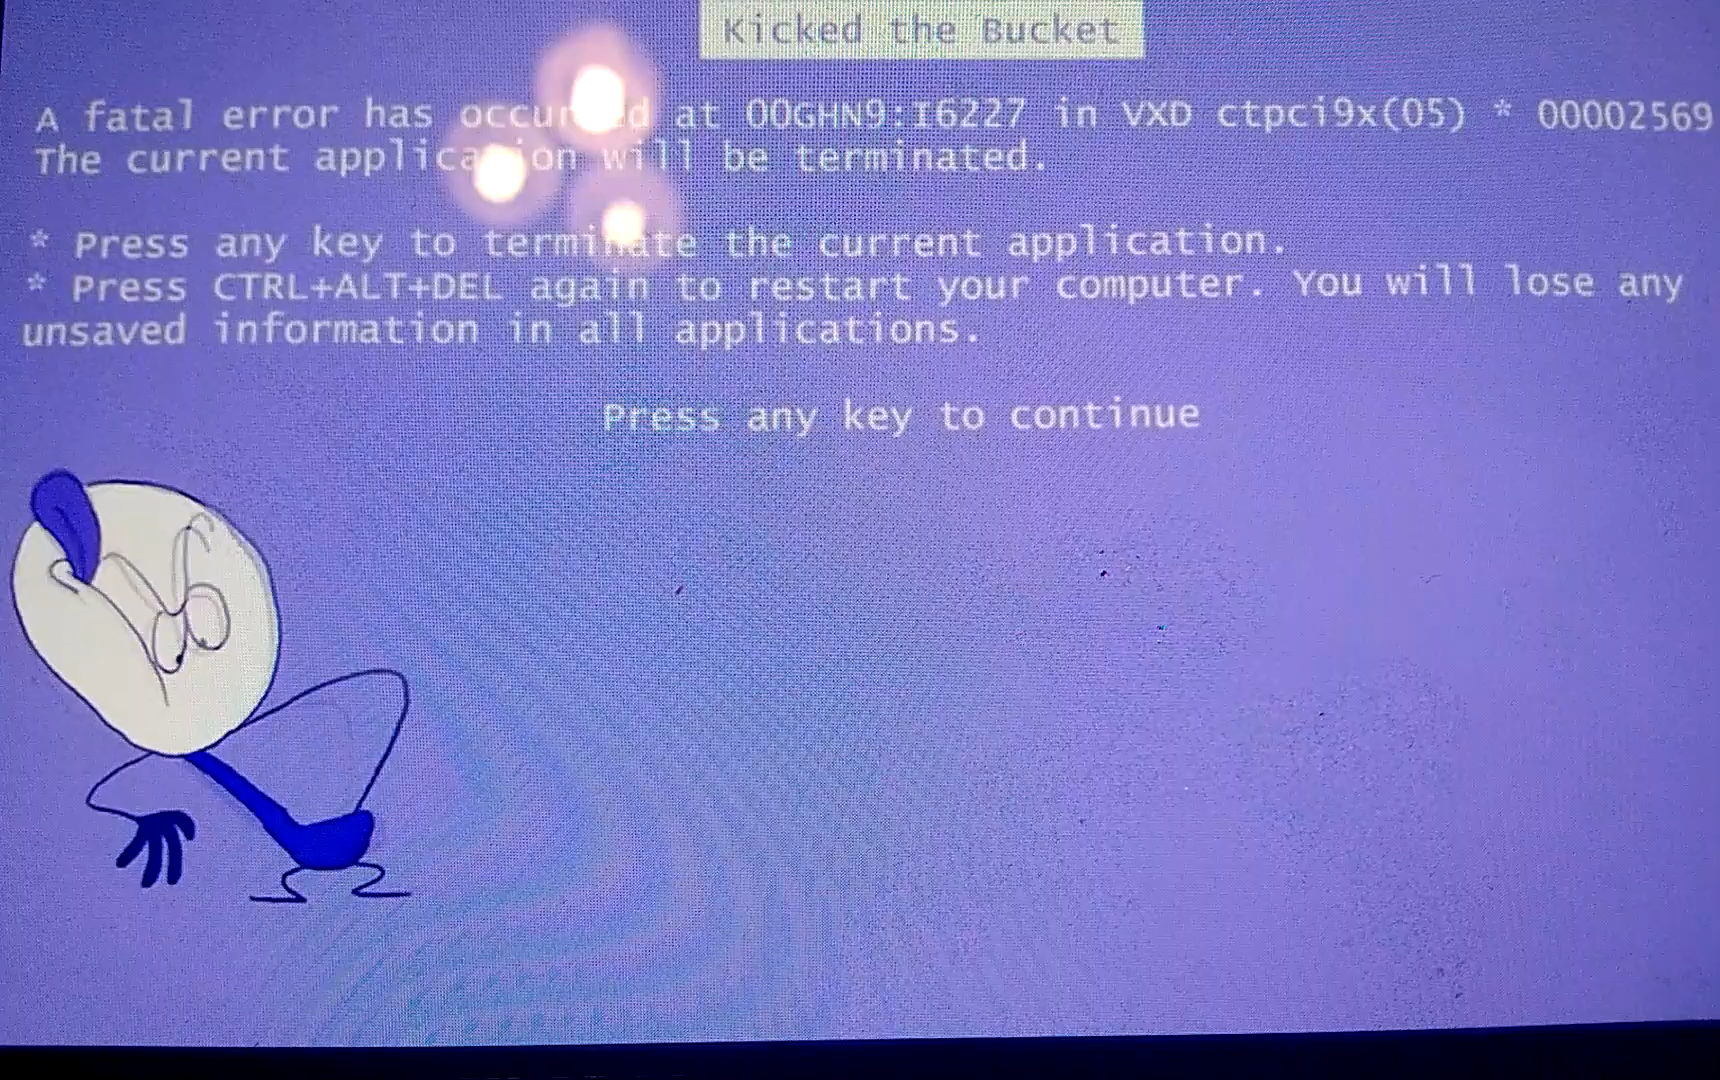 Kicked the Bucket
A fatal error has occurred at 00GHN9:I6227 in VXD ctpci9x(05) * 00002569
The current application will be terminated.
* Press any key to terminate the current application.
* Press CTRL+ALT+DEL again to restart your computer. You will lose any
unsaved information in all applications.
Press any key to continue